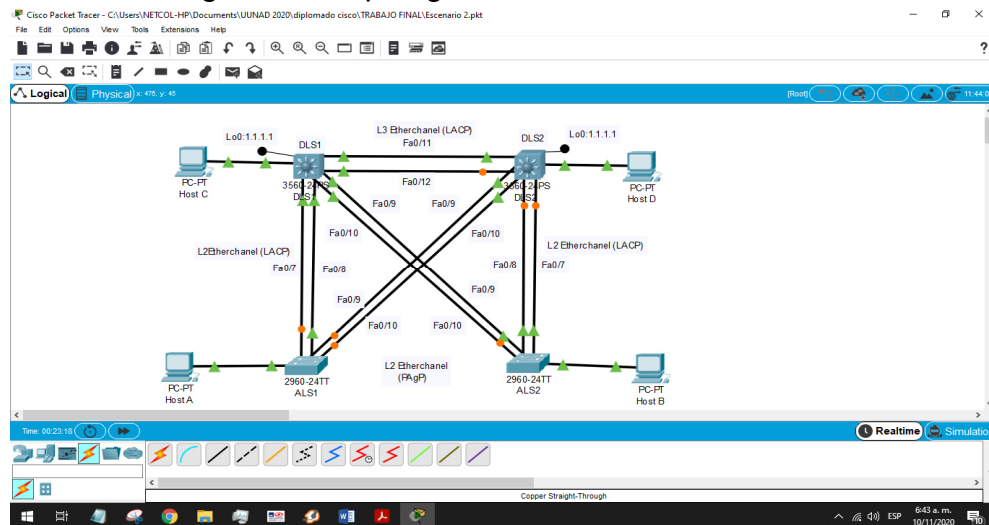 Cisco Packet Tracer - C:\Users\NETCOL-HP\Documents\UUNAD 2020\diplomado cisco\TRABAJO FINAL\Escenario 2.pkt
File Edit Options View Tools Extensions Help
?
Logical Physical x: 476, y: 45 [Root] 11:44:0
Lo0:1.1.1.1
DLS1
L3 Etherchanel (LACP)
Fa0/11
DLS2
Lo0:1.1.1.1
PC-PT
Host C
3560-24PS
DLS1
Fa0/12
3560-24PS
DLS2
PC-PT
Host D
Fa0/9
Fa0/9
Fa0/10
Fa0/10
L2Etherchanel (LACP)
L2 Etherchanel (LACP)
Fa0/7
Fa0/8
Fa0/8
Fa0/7
Fa0/9
Fa0/9
Fa0/10
Fa0/10
L2 Etherchanel
(PAgP)
PC-PT
Host A
2960-24TT
ALS1
2960-24TT
ALS2
PC-PT
Host B
Time: 00:23:18
Realtime Simulatio
Copper Straight-Through
ESP
6:43 a. m.
10/11/2020